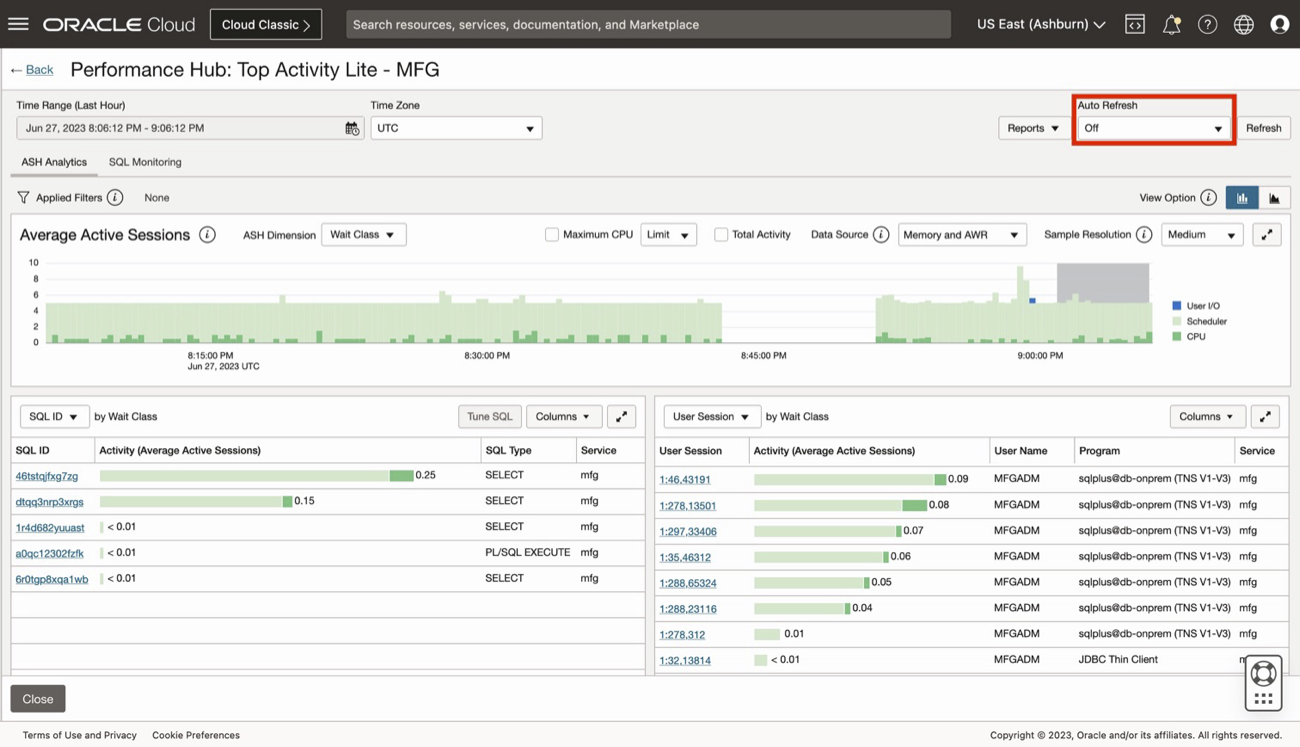 ORACLE Cloud
Cloud Classic
Search resources, services, documentation, and Marketplace
US East (Ashburn)
← Back
Performance Hub: Top Activity Lite - MFG
Time Range (Last Hour)
Time Zone
Auto Refresh
Jun 27, 2023 8:06:12 PM - 9:06:12 PM
UTC
Reports
Off
Refresh
ASH Analytics
SQL Monitoring
Applied Filters
None
View Option
Average Active Sessions
ASH Dimension
Wait Class
Maximum CPU
Limit
Total Activity
Data Source
Memory and AWR
Sample Resolution
Medium
10
8
6
4
2
0
8:15:00 PM
Jun 27, 2023 UTC
8:30:00 PM
8:45:00 PM
9:00:00 PM
User I/O
Scheduler
CPU
SQL ID by Wait Class
Tune SQL
Columns
SQL ID Activity (Average Active Sessions) SQL Type Service
46tstqjfxg7zg 0.25 SELECT mfg
dtqq3nrp3xrgs 0.15 SELECT mfg
1r4d682yuuast < 0.01 SELECT mfg
a0qc12302fzfk < 0.01 PL/SQL EXECUTE mfg
6r0tgp8xqa1wb < 0.01 SELECT mfg
User Session by Wait Class
Columns
User Session Activity (Average Active Sessions) User Name Program Service
1:46,43191 0.09 MFGADM sqlplus@db-onprem (TNS V1-V3) mfg
1:278,13501 0.08 MFGADM sqlplus@db-onprem (TNS V1-V3) mfg
1:297,33406 0.07 MFGADM sqlplus@db-onprem (TNS V1-V3) mfg
1:35,46312 0.06 MFGADM sqlplus@db-onprem (TNS V1-V3) mfg
1:288,65324 0.05 MFGADM sqlplus@db-onprem (TNS V1-V3) mfg
1:288,23116 0.04 MFGADM sqlplus@db-onprem (TNS V1-V3) mfg
1:278,312 0.01 MFGADM sqlplus@db-onprem (TNS V1-V3) mfg
1:32,13814 < 0.01 MFGADM JDBC Thin Client
Close
Terms of Use and Privacy
Cookie Preferences
Copyright © 2023, Oracle and/or its affiliates. All rights reserved.